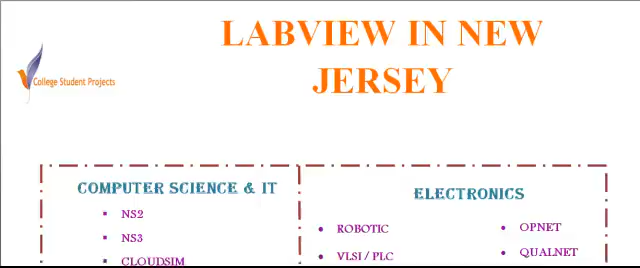 LABVIEW IN NEW
JERSEY
College Student Projects
COMPUTER SCIENCE & IT
NS2
NS3
CLOUDSIM
ELECTRONICS
ROBOTIC
VLSI / PLC
OPNET
QUALNET